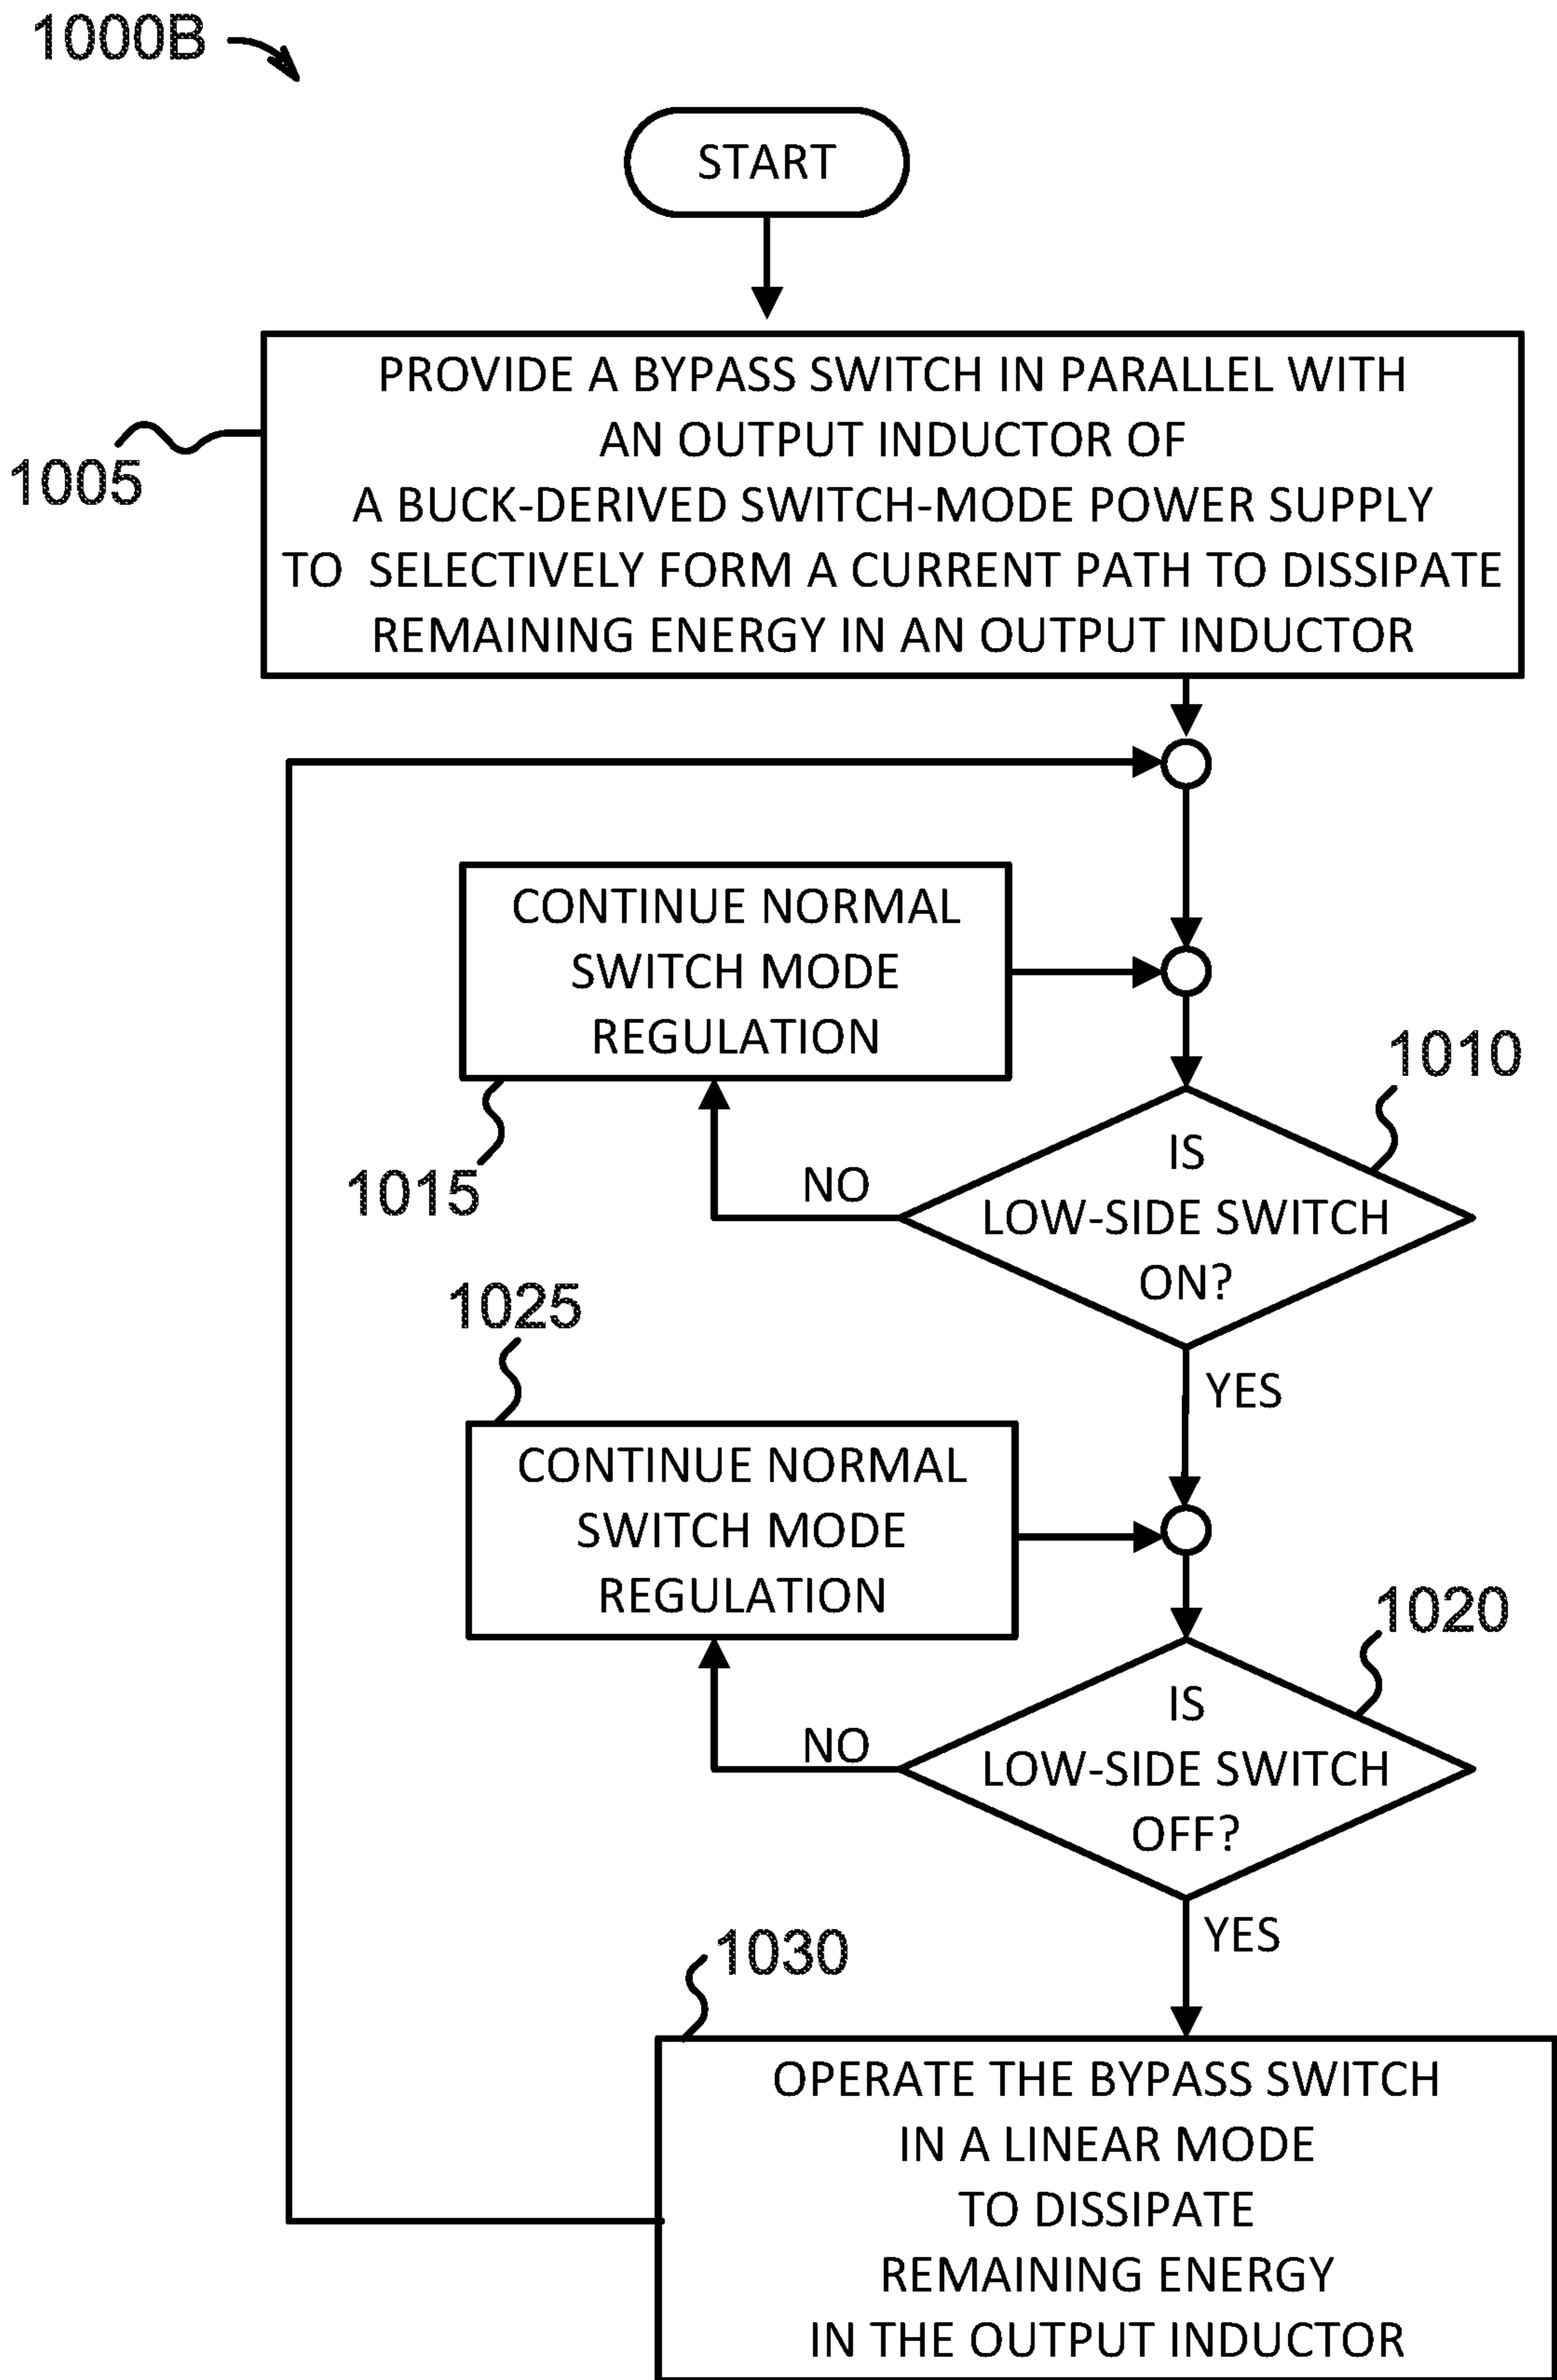 1000B
START
PROVIDE A BYPASS SWITCH IN PARALLEL WITH
AN OUTPUT INDUCTOR OF
A BUCK-DERIVED SWITCH-MODE POWER SUPPLY
TO SELECTIVELY FORM A CURRENT PATH TO DISSIPATE
REMAINING ENERGY IN AN OUTPUT INDUCTOR
1005
CONTINUE NORMAL
SWITCH MODE
REGULATION
1015
1010
IS
LOW-SIDE SWITCH
ON?
NO
YES
1025
CONTINUE NORMAL
SWITCH MODE
REGULATION
1020
IS
LOW-SIDE SWITCH
OFF?
NO
YES
1030
OPERATE THE BYPASS SWITCH
IN A LINEAR MODE
TO DISSIPATE
REMAINING ENERGY
IN THE OUTPUT INDUCTOR